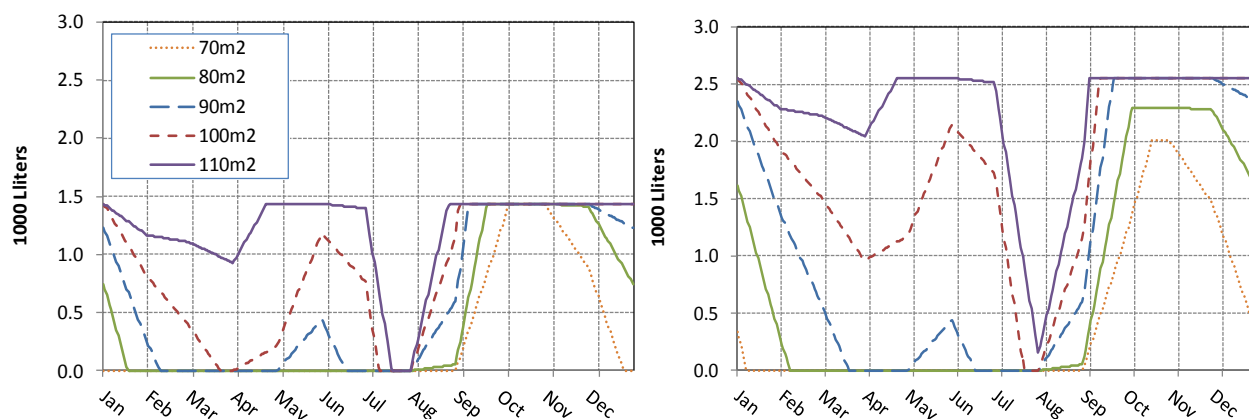 1000 Lliters
3.0
2.5
2.0
1.5
1.0
0.5
0.0
70m2
80m2
90m2
100m2
110m2
Jan Feb Mar Apr May Jun Jul Aug Sep Oct Nov Dec
1000 Lliters
3.0
2.5
2.0
1.5
1.0
0.5
0.0
Jan Feb Mar Apr May Jun Jul Aug Sep Oct Nov Dec